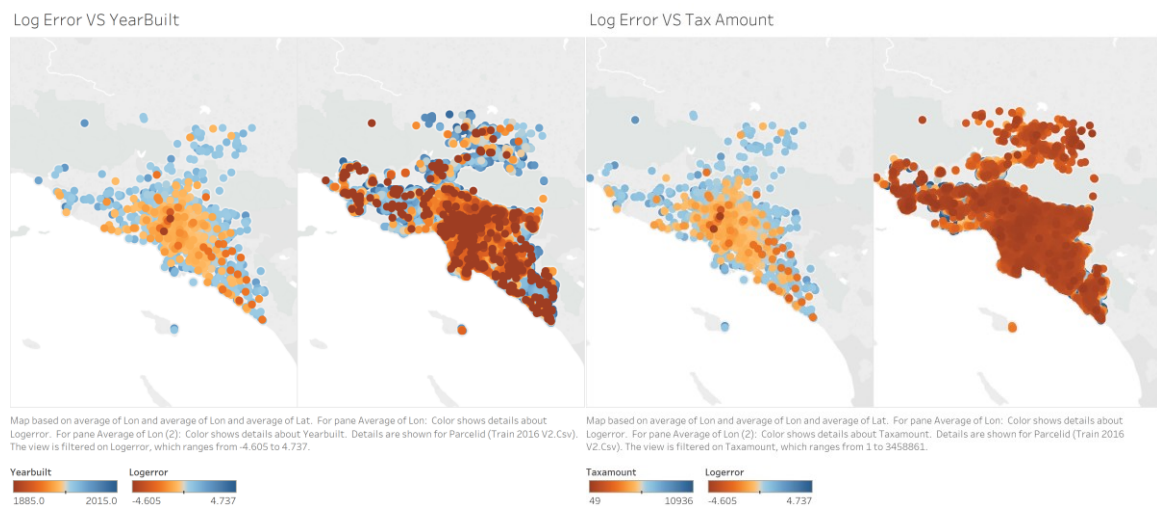 Log Error VS YearBuilt
Log Error VS Tax Amount
Map based on average of Lon and average of Lon and average of Lat. For pane Average of Lon: Color shows details about
Logerror. For pane Average of Lon (2): Color shows details about Yearbuilt. Details are shown for Parcelid (Train 2016 V2.Csv).
The view is filtered on Logerror, which ranges from -4.605 to 4.737.
Map based on average of Lon and average of Lon and average of Lat. For pane Average of Lon: Color shows details about
Logerror. For pane Average of Lon (2): Color shows details about Taxamount. Details are shown for Parcelid (Train 2016
V2.Csv). The view is filtered on Taxamount, which ranges from 1 to 3458861.
Yearbuilt
1885.0 2015.0
Logerror
-4.605 4.737
Taxamount
49 10936
Logerror
-4.605 4.737